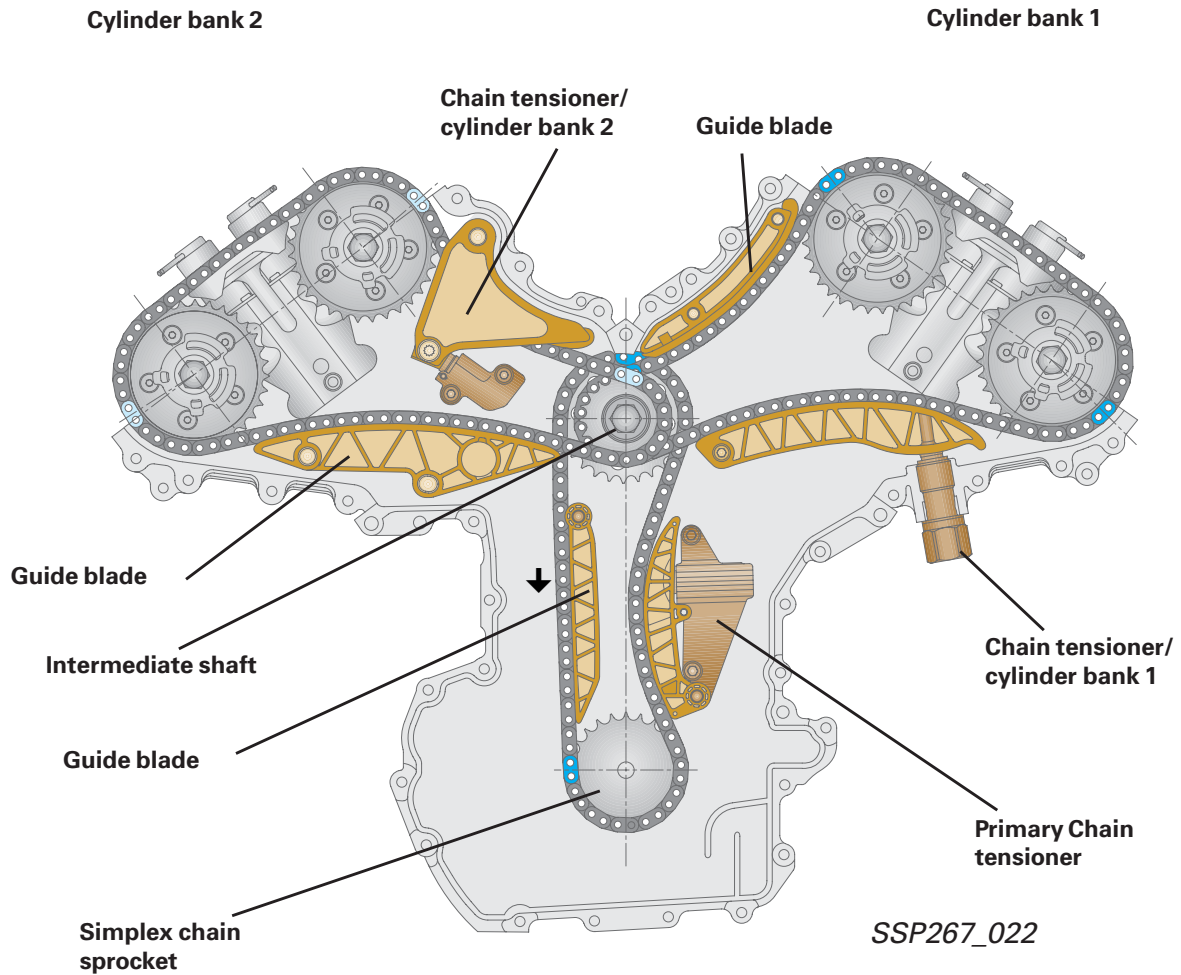 Cylinder bank 2
Cylinder bank 1
Chain tensioner/
cylinder bank 2
Guide blade
Guide blade
Intermediate shaft
Chain tensioner/
cylinder bank 1
Guide blade
Primary Chain
tensioner
Simplex chain
sprocket
SSP267_022